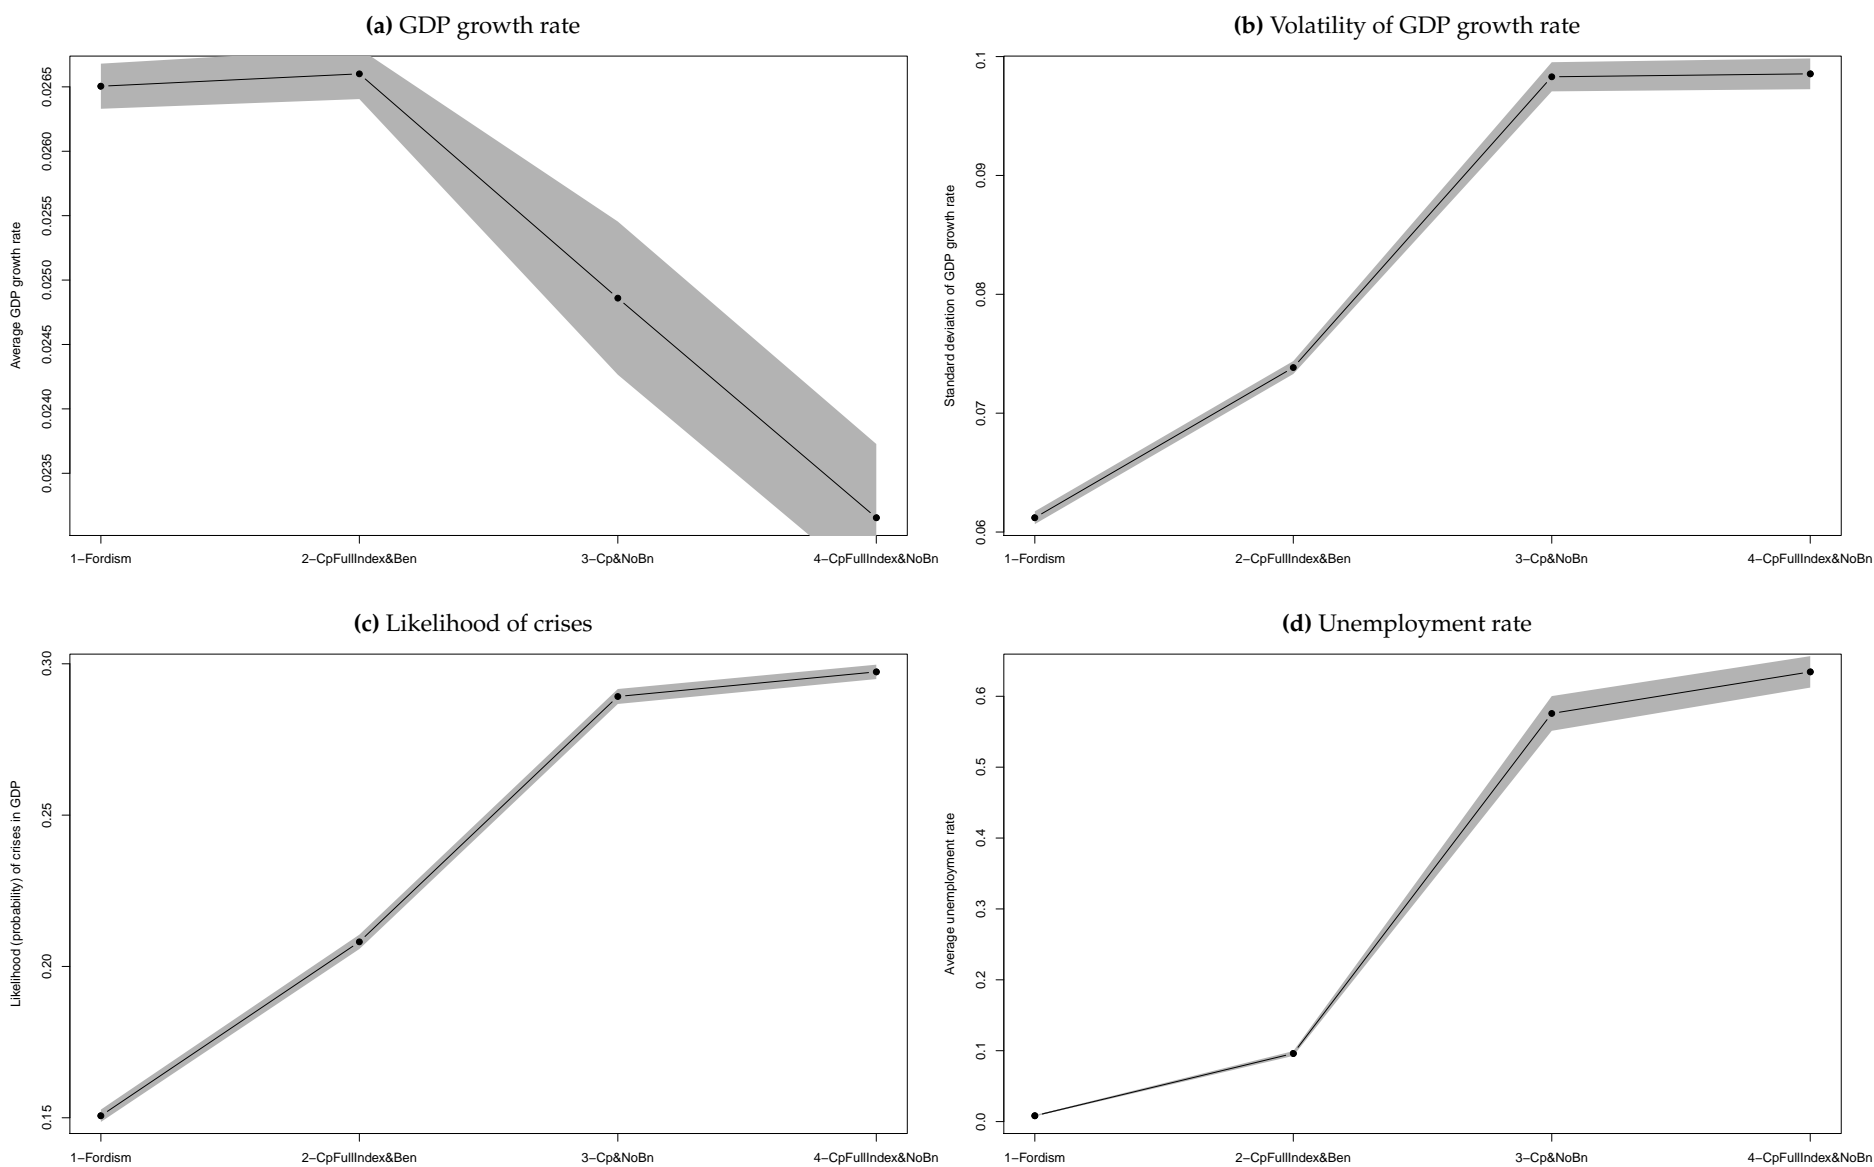 (a) GDP growth rate
Average GDP growth rate
0.0265
0.0260
0.0255
0.0250
0.0245
0.0240
0.0235
1−Fordism 2−CpFullIndex&Ben 3−Cp&NoBn 4−CpFullIndex&NoBn
(b) Volatility of GDP growth rate
Standard deviation of GDP growth rate
0.1
0.09
0.08
0.07
0.06
1−Fordism 2−CpFullIndex&Ben 3−Cp&NoBn 4−CpFullIndex&NoBn
(c) Likelihood of crises
Likelihood (probability) of crises in GDP
0.30
0.25
0.20
0.15
1−Fordism 2−CpFullIndex&Ben 3−Cp&NoBn 4−CpFullIndex&NoBn
(d) Unemployment rate
Average unemployment rate
0.6
0.5
0.4
0.3
0.2
0.1
0.0
1−Fordism 2−CpFullIndex&Ben 3−Cp&NoBn 4−CpFullIndex&NoBn